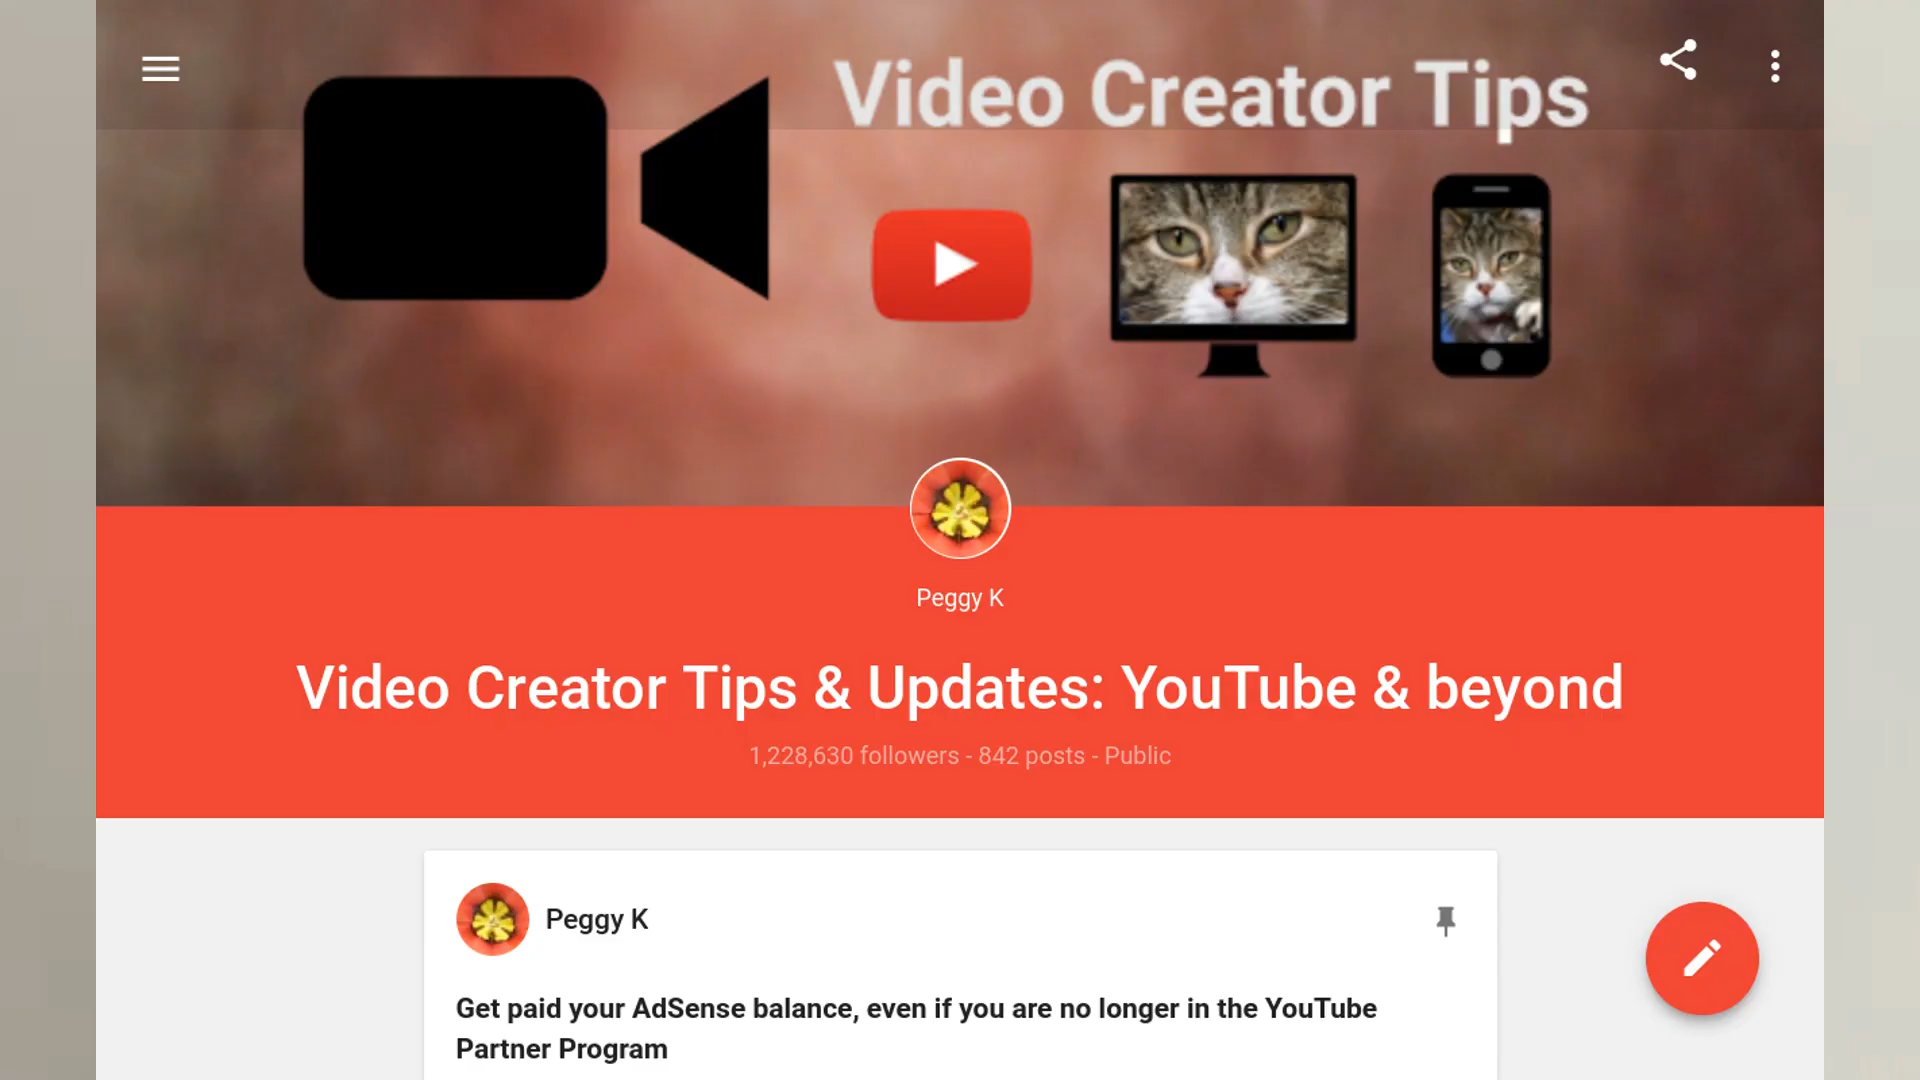 Video Creator Tips
Peggy K
Video Creator Tips & Updates: YouTube & beyond
1,228,630 followers - 842 posts - Public
Peggy K
Get paid your AdSense balance, even if you are no longer in the YouTube
Partner Program